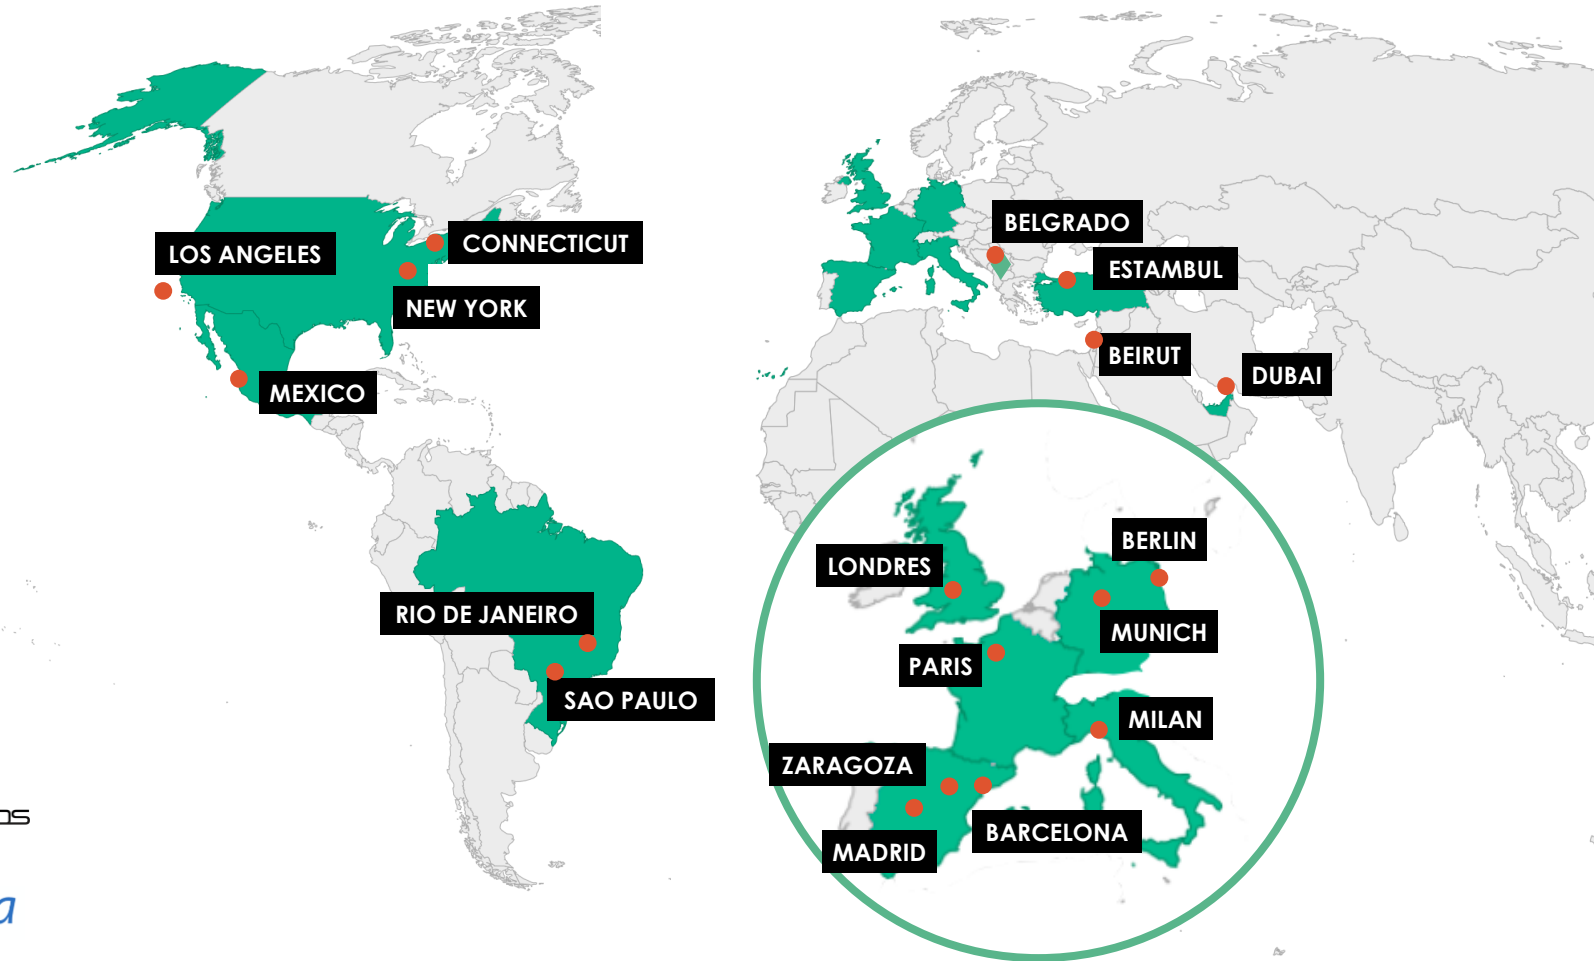 LOS ANGELES
CONNECTICUT
NEW YORK
MEXICO
RIO DE JANEIRO
SAO PAULO
BELGRADO
ESTAMBUL
BEIRUT
DUBAI
LONDRES
BERLIN
MUNICH
PARIS
MILAN
ZARAGOZA
BARCELONA
MADRID
a